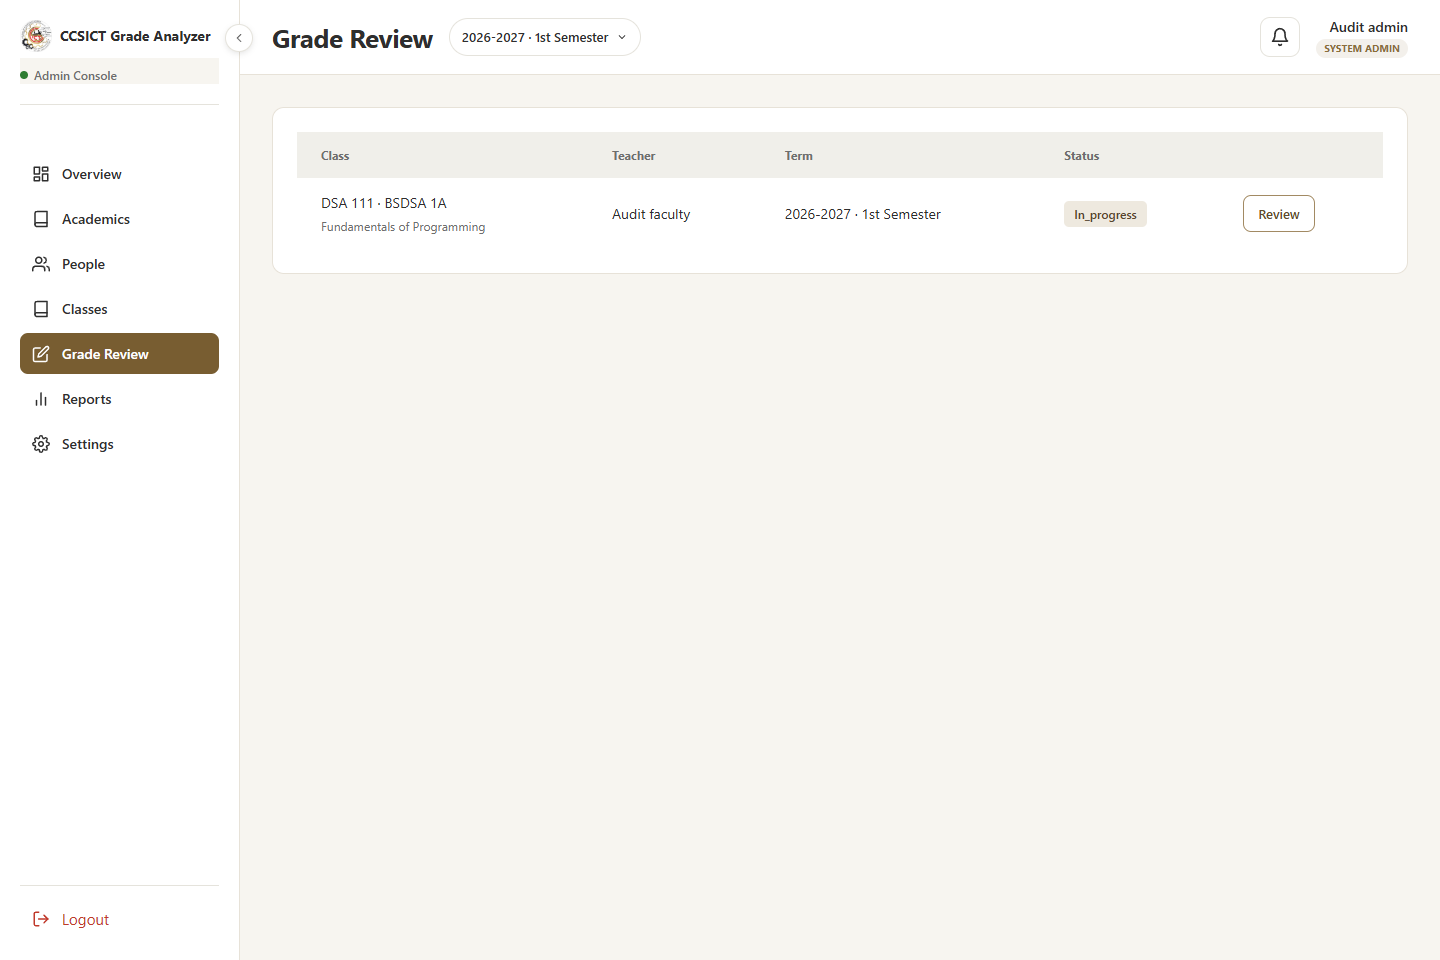 CCSICT Grade Analyzer
Admin Console
Overview
Academics
People
Classes
Grade Review
Reports
Settings
Logout
Grade Review
2026-2027 · 1st Semester
Audit admin
SYSTEM ADMIN
Class Teacher Term Status
DSA 111 · BSDSA 1A
Fundamentals of Programming
Audit faculty
2026-2027 · 1st Semester
In_progress
Review